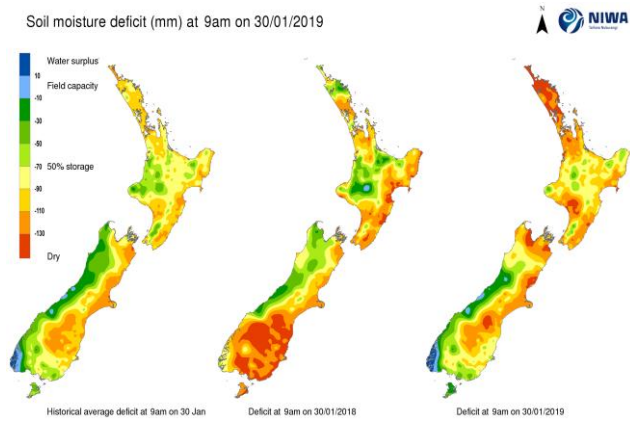 Soil moisture deficit (mm) at 9am on 30/01/2019
N
NIWA
Taihoro Nukurangi
Water surplus
10
Field capacity
-10
-30
-50
50% storage
-70
-90
-110
-130
Dry
Historical average deficit at 9am on 30 Jan
Deficit at 9am on 30/01/2018
Deficit at 9am on 30/01/2019